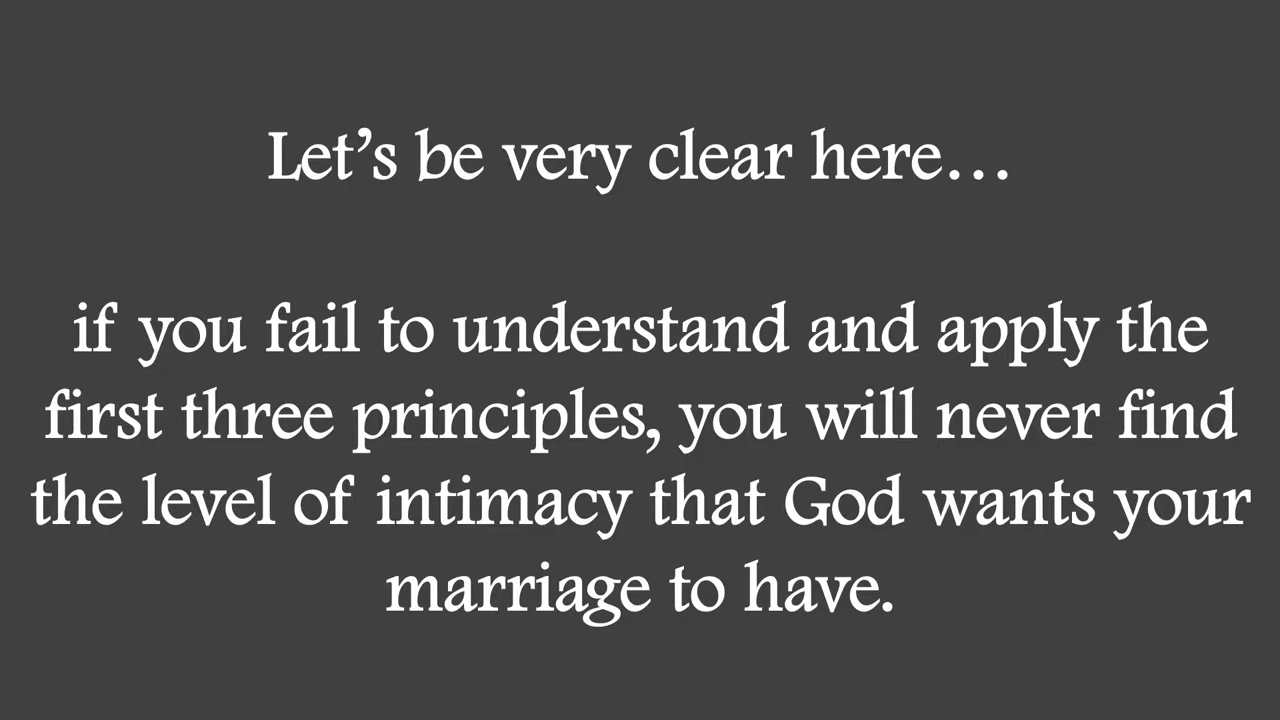 Let’s be very clear here…
if you fail to understand and apply the
first three principles, you will never find
the level of intimacy that God wants your
marriage to have.